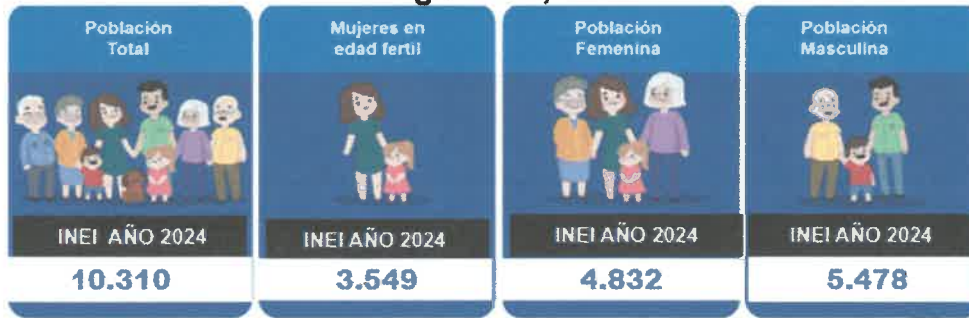 Población
Total
INEI AÑO 2024
10.310
Mujeres en
edad fertil
INEI AÑO 2024
3.549
Población
Femenina
INEI AÑO 2024
4.832
Población
Masculina
INEI AÑO 2024
5.478